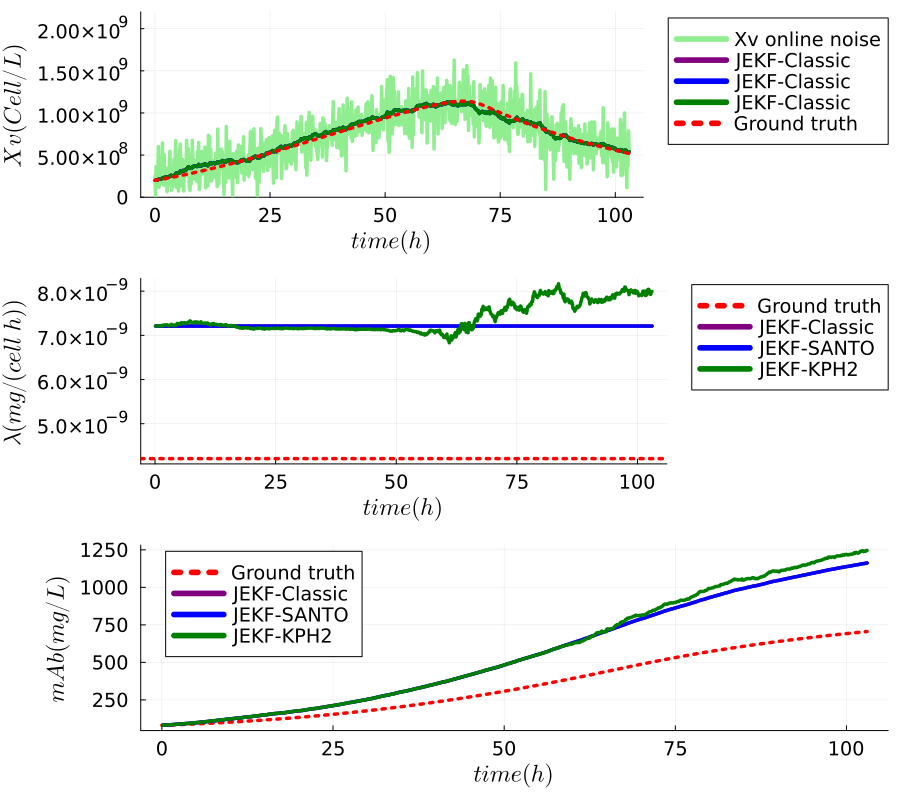 2.00×10⁹
1.50×10⁹
1.00×10⁹
5.00×10⁸
0
Xv(Cell/L)
0 25 50 75 100
time(h)
Xv online noise
JEKF-Classic
JEKF-Classic
JEKF-Classic
Ground truth
8.0×10⁻⁹
7.0×10⁻⁹
6.0×10⁻⁹
5.0×10⁻⁹
λ(mg/(cell h))
0 25 50 75 100
time(h)
Ground truth
JEKF-Classic
JEKF-SANTO
JEKF-KPH2
1250
1000
750
500
250
mAb(mg/L)
Ground truth
JEKF-Classic
JEKF-SANTO
JEKF-KPH2
0 25 50 75 100
time(h)